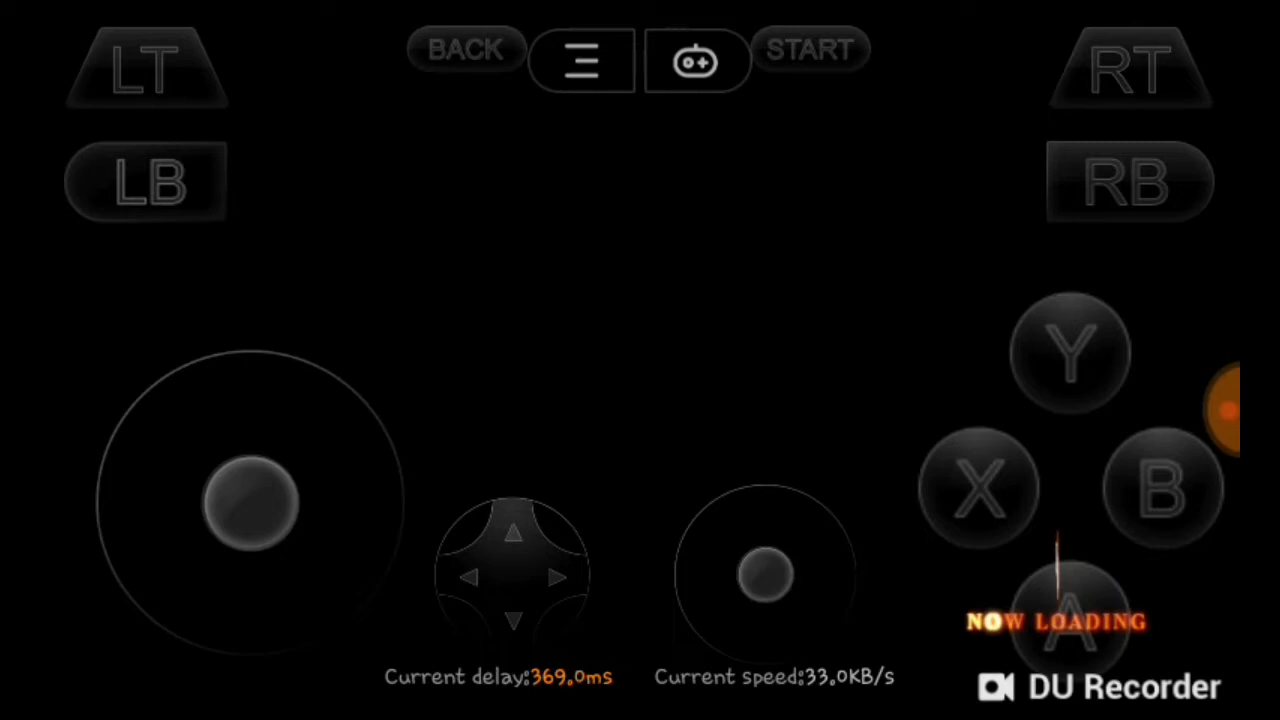 LT
BACK
START
RT
LB
RB
Y
X
B
A
NOW LOADING
Current delay:369.0ms
Current speed:33.0KB/s
DU Recorder